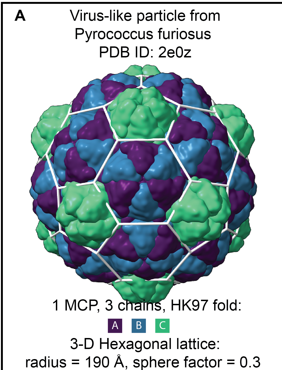 A
Virus-like particle from
Pyrococcus furiosus
PDB ID: 2e0z
1 MCP, 3 chains, HK97 fold:
A B C
3-D Hexagonal lattice:
radius = 190 Å, sphere factor = 0.3